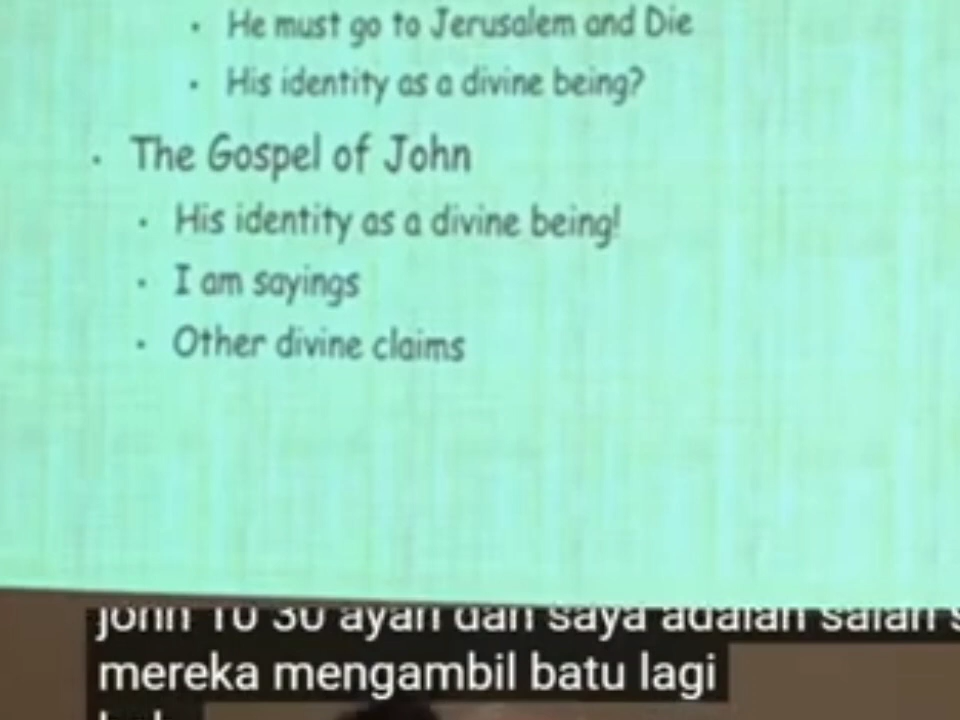 • He must go to Jerusalem and Die
• His identity as a divine being?
• The Gospel of John
• His identity as a divine being!
• I am sayings
• Other divine claims
john 10 30 ayah dan saya adalah salah
mereka mengambil batu lagi